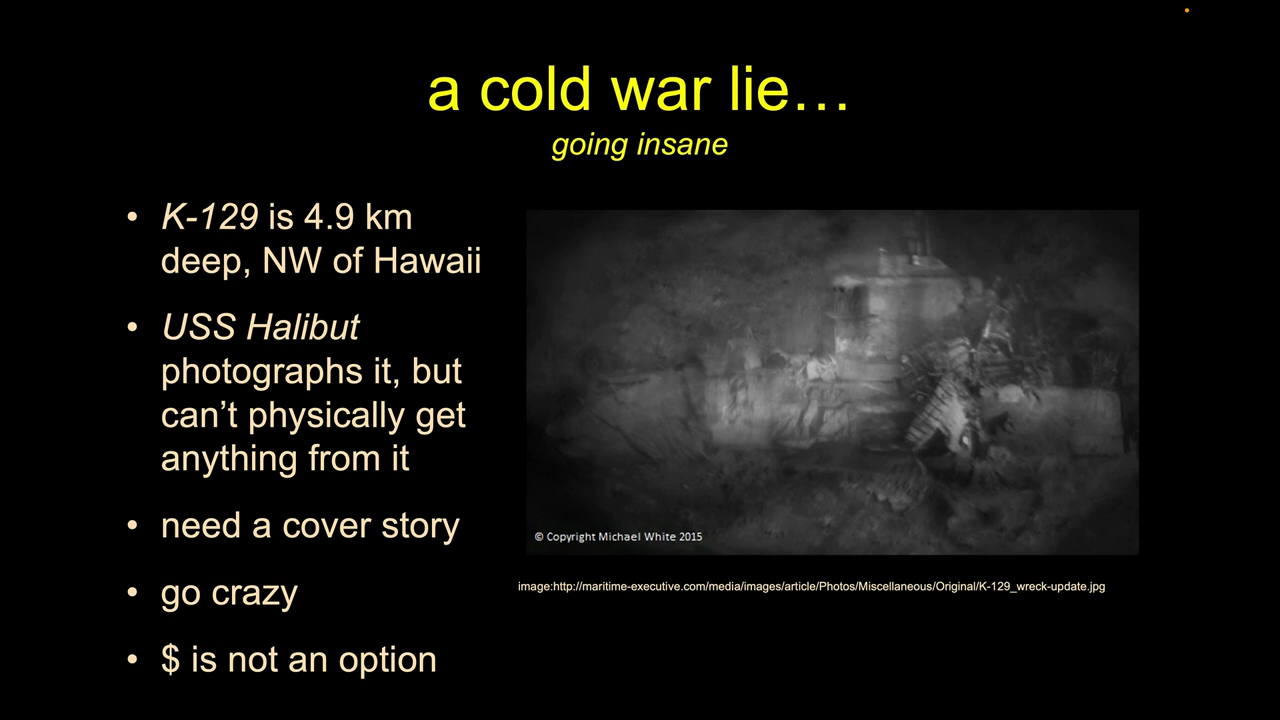 a cold war lie…
going insane
• K-129 is 4.9 km
deep, NW of Hawaii
• USS Halibut
photographs it, but
can’t physically get
anything from it
• need a cover story
• go crazy
• $ is not an option
© Copyright Michael White 2015
image:http://maritime-executive.com/media/images/article/Photos/Miscellaneous/Original/K-129_wreck-update.jpg